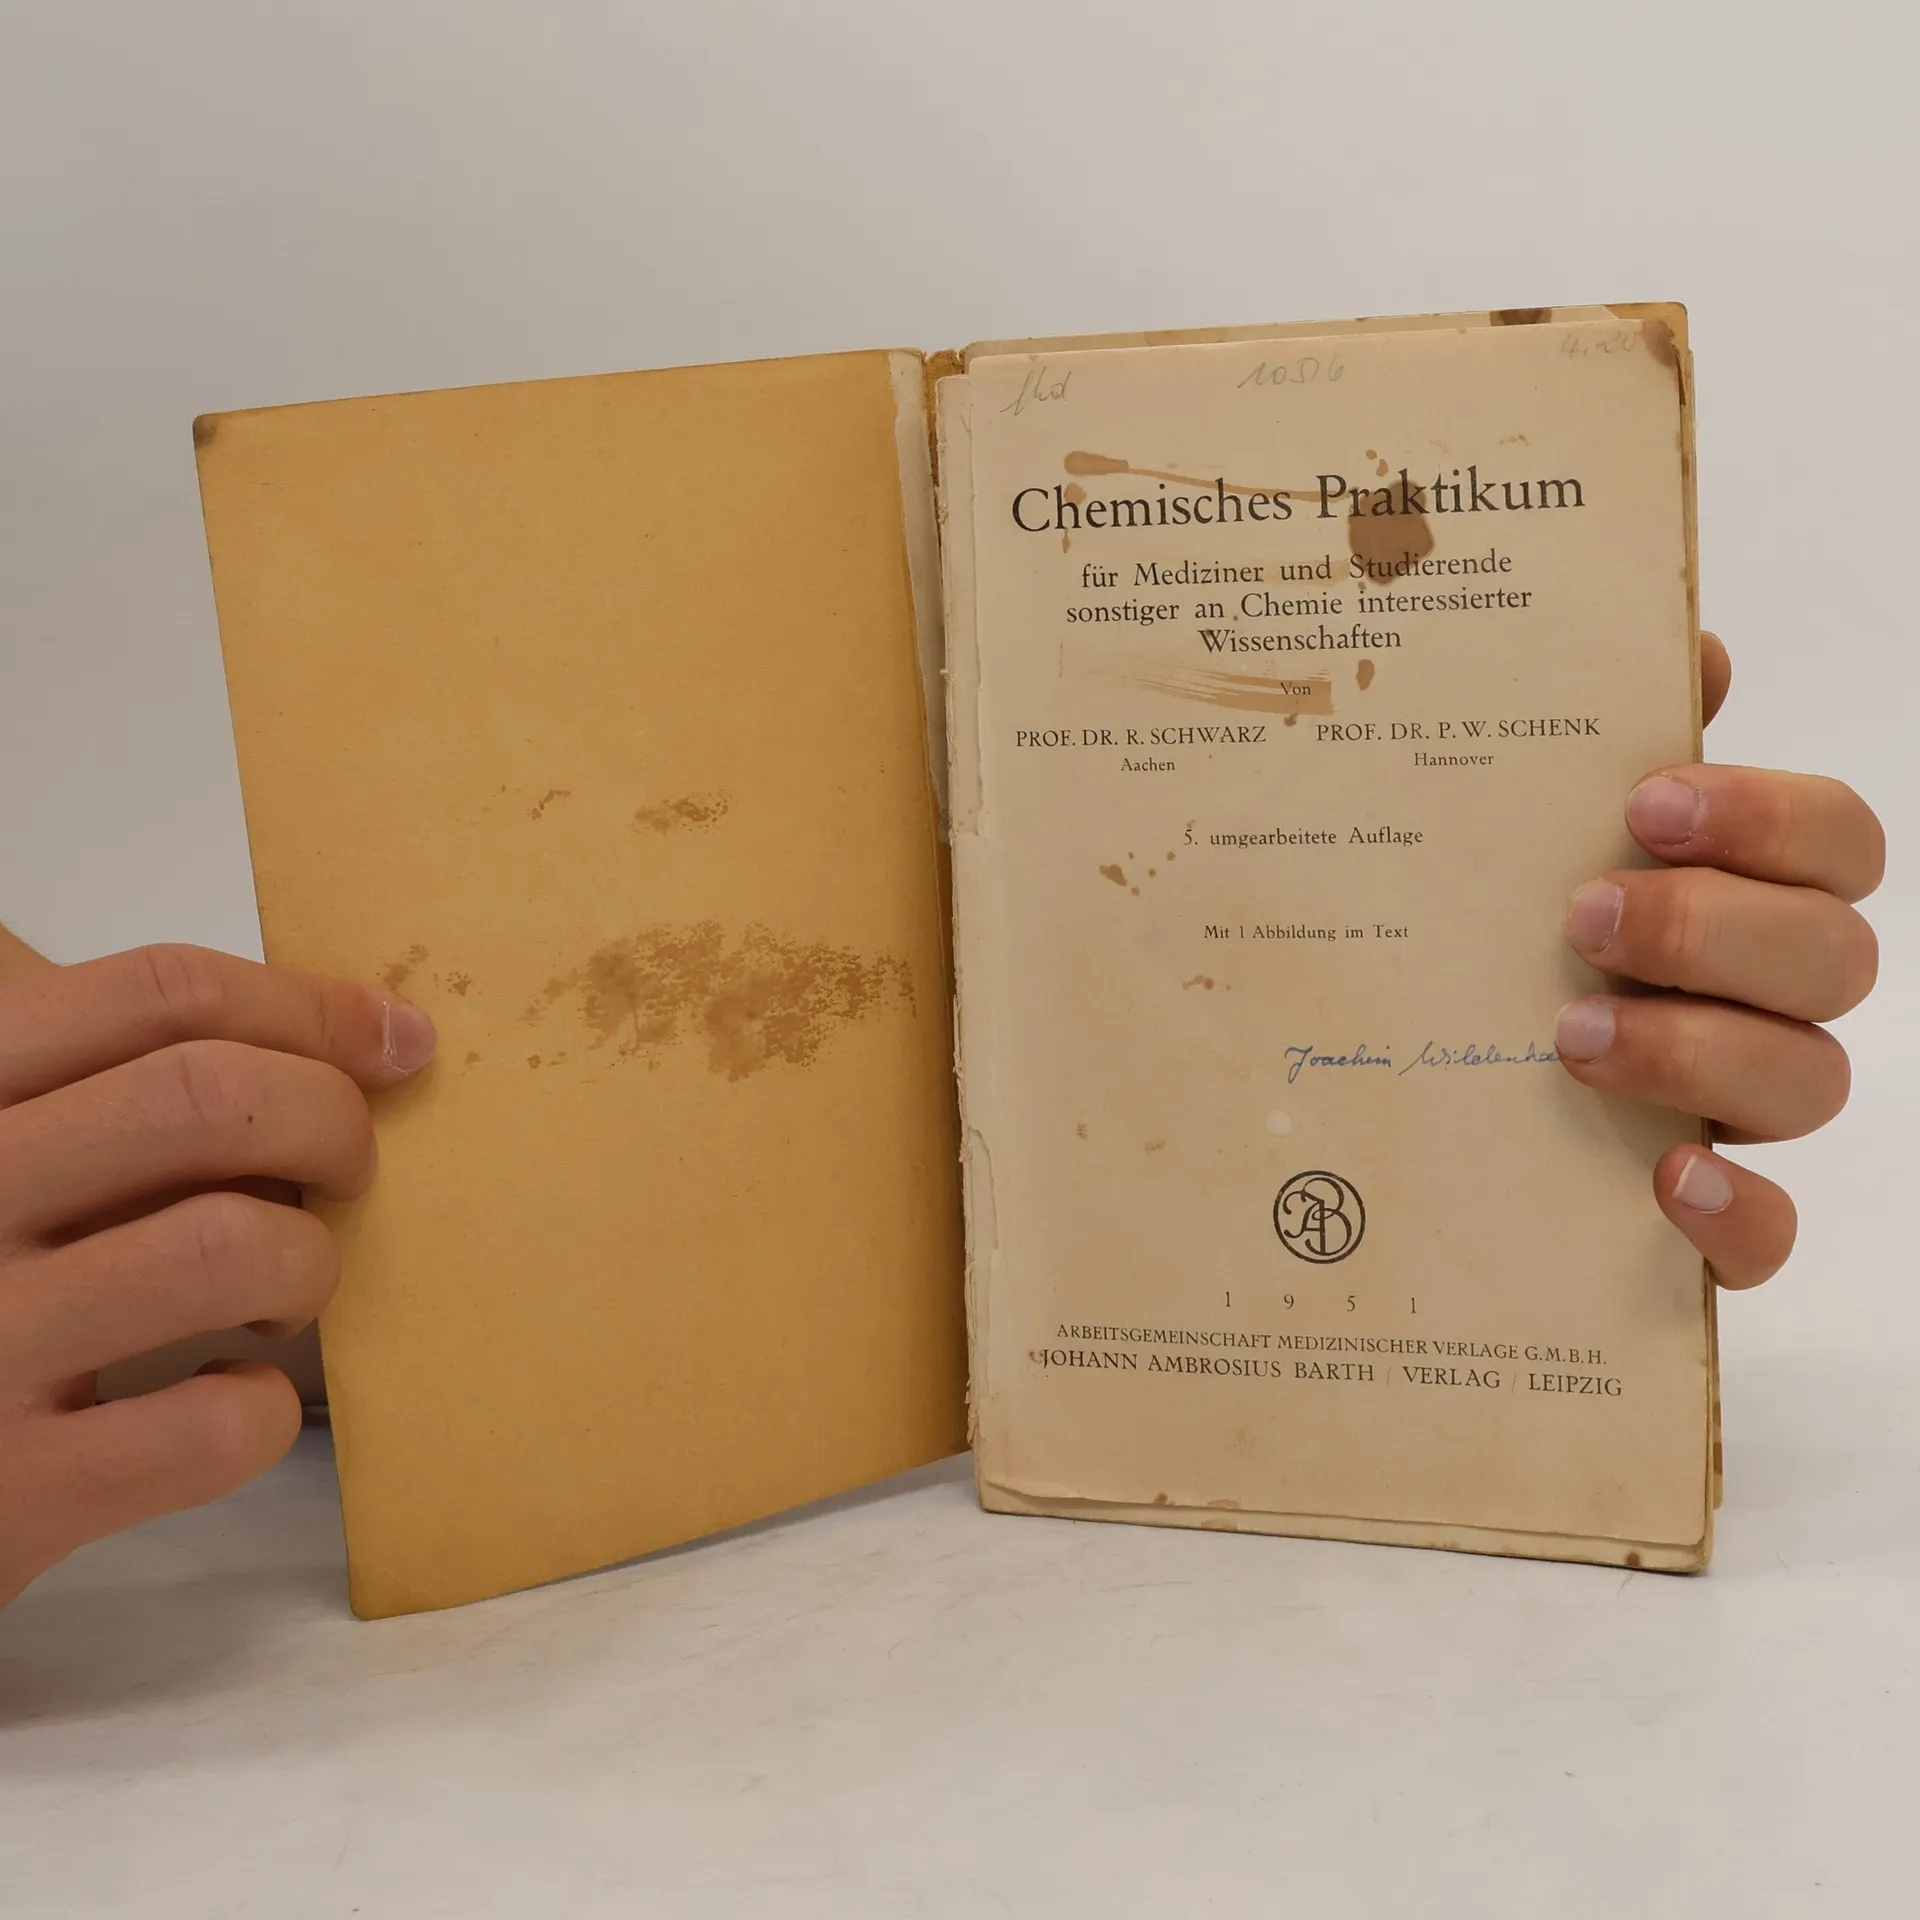 1056
4.20
Chemisches Praktikum
für Mediziner und Studierende
sonstiger an Chemie interessierter
Wissenschaften
Von
PROF. DR. R. SCHWARZ PROF. DR. P. W. SCHENK
Aachen Hannover
5. umgearbeitete Auflage
Mit 1 Abbildung im Text
Joachim
JAB
1 9 5 1
ARBEITSGEMEINSCHAFT MEDIZINISCHER VERLAGE G.M.B.H.
JOHANN AMBROSIUS BARTH / VERLAG / LEIPZIG